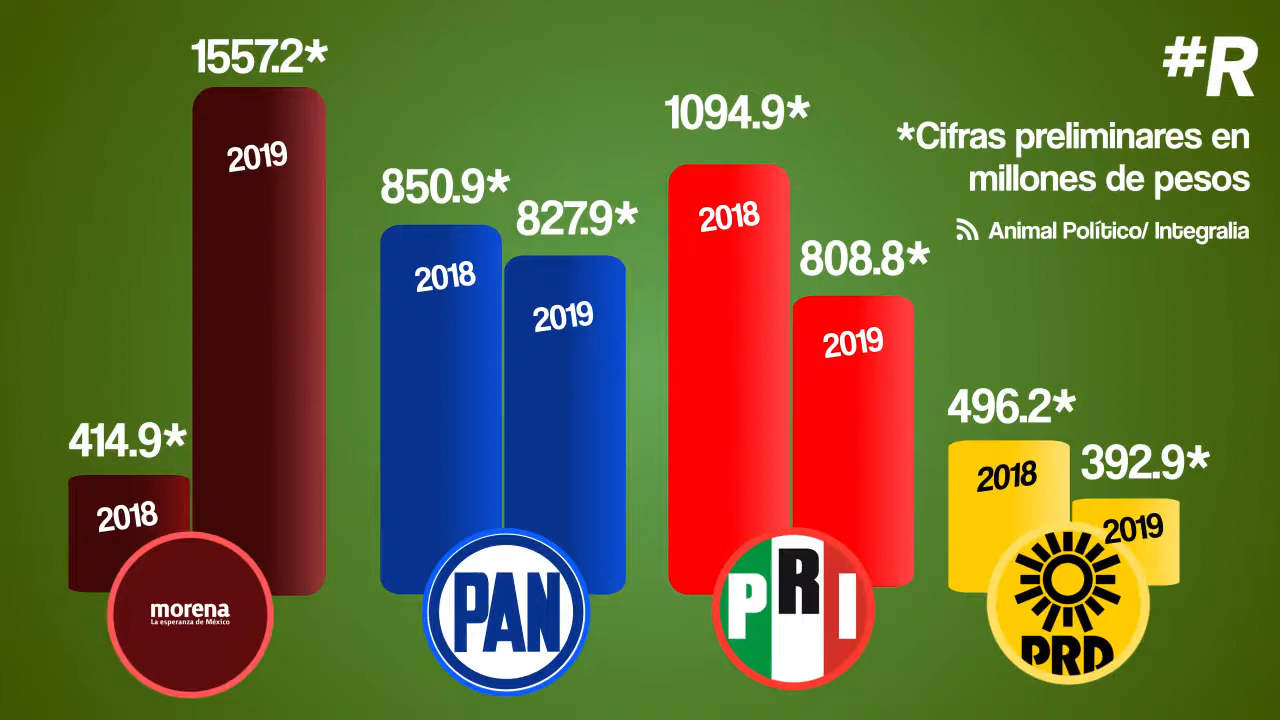 #R
*Cifras preliminares en
millones de pesos
Animal Político/ Integralia
414.9*
2018
1557.2*
2019
morena
La esperanza de México
850.9*
2018
827.9*
2019
PAN
1094.9*
2018
808.8*
2019
PRI
496.2*
2018
392.9*
2019
PRD